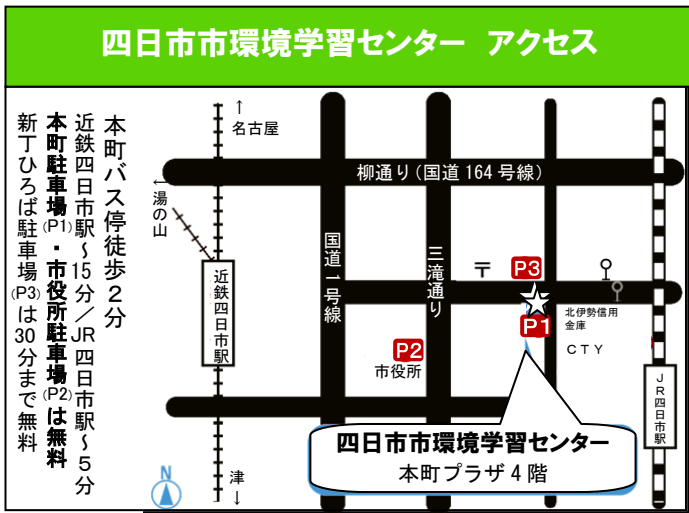 四日市市環境学習センター アクセス
本町バス停徒歩２分
近鉄四日市駅～15分／JR四日市駅～5分
本町駐車場(P1)・市役所駐車場(P2)は無料
新丁ひろば駐車場(P3)は30分まで無料
↑
名古屋
柳通り（国道164号線）
←湯の山
近鉄四日市駅
国道一号線
三滝通り
〒
P3
P1
北伊勢信用
金庫
CTY
P2
市役所
JR四日市駅
四日市市環境学習センター
本町プラザ4階
N
津
↓